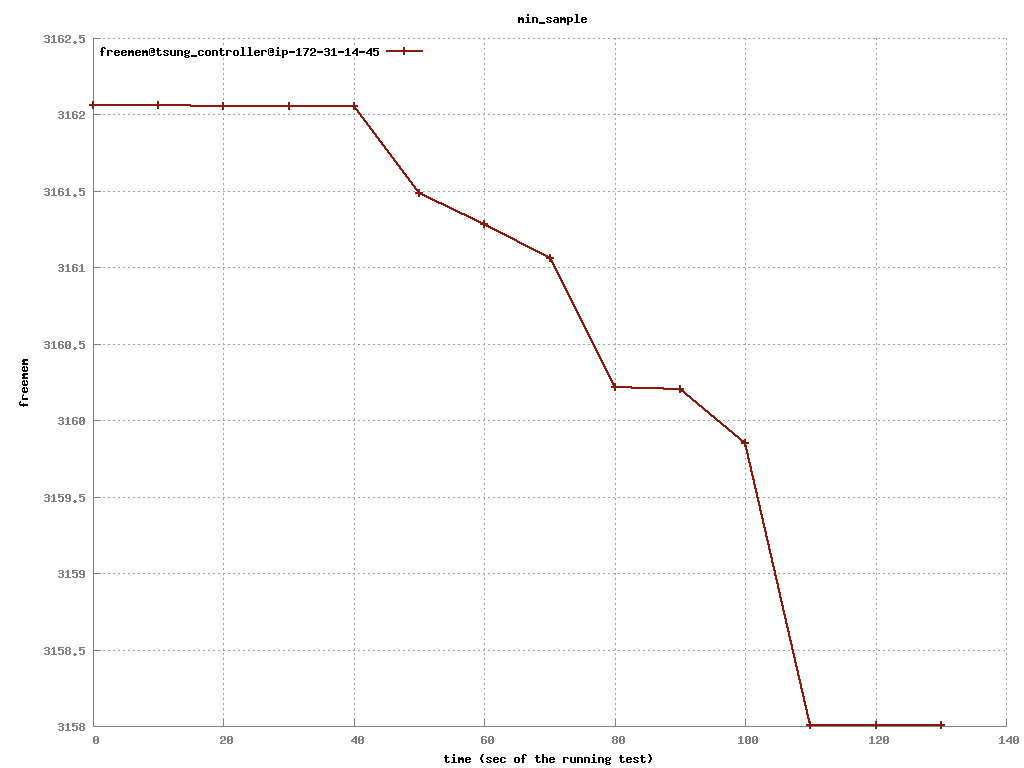 min_sample
freemem@tsung_controller@ip-172-31-14-45
3162.5
3162
3161.5
3161
3160.5
3160
3159.5
3159
3158.5
3158
freemem
0 20 40 60 80 100 120 140
time (sec of the running test)